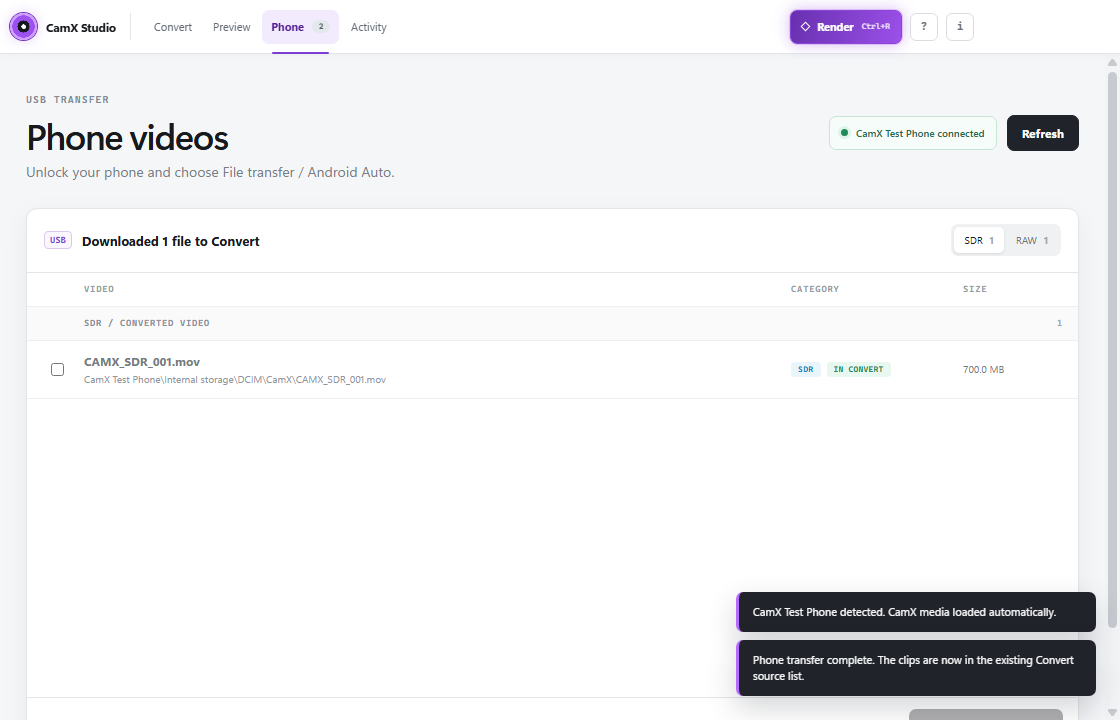 CamX Studio
Convert
Preview
Phone 2
Activity
Render Ctrl+R
?
i
USB TRANSFER
Phone videos
Unlock your phone and choose File transfer / Android Auto.
CamX Test Phone connected
Refresh
USB
Downloaded 1 file to Convert
SDR 1
RAW 1
VIDEO
CATEGORY
SIZE
SDR / CONVERTED VIDEO
1
CAMX_SDR_001.mov
CamX Test Phone\Internal storage\DCIM\CamX\CAMX_SDR_001.mov
SDR
IN CONVERT
700.0 MB
CamX Test Phone detected. CamX media loaded automatically.
Phone transfer complete. The clips are now in the existing Convert
source list.